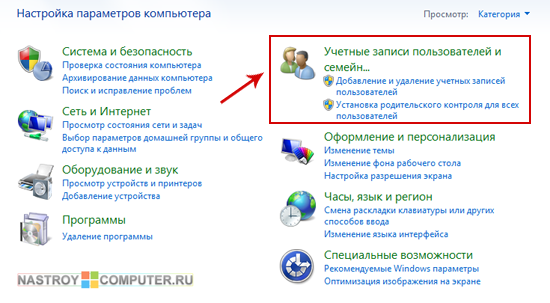 Настройка параметров компьютера
Просмотр: Категория
Система и безопасность
Проверка состояния компьютера
Архивирование данных компьютера
Поиск и исправление проблем
Сеть и Интернет
Просмотр состояния сети и задач
Выбор параметров домашней группы и общего
доступа к данным
Оборудование и звук
Просмотр устройств и принтеров
Добавление устройства
Программы
Удаление программы
Учетные записи пользователей и
семейн...
Добавление и удаление учетных записей
пользователей
Установка родительского контроля для всех
пользователей
Оформление и персонализация
Изменение темы
Изменение фона рабочего стола
Настройка разрешения экрана
Часы, язык и регион
Смена раскладки клавиатуры или других
способов ввода
Изменение языка интерфейса
Специальные возможности
Рекомендуемые Windows параметры
Оптимизация изображения на экране
NASTROY COMPUTER.RU